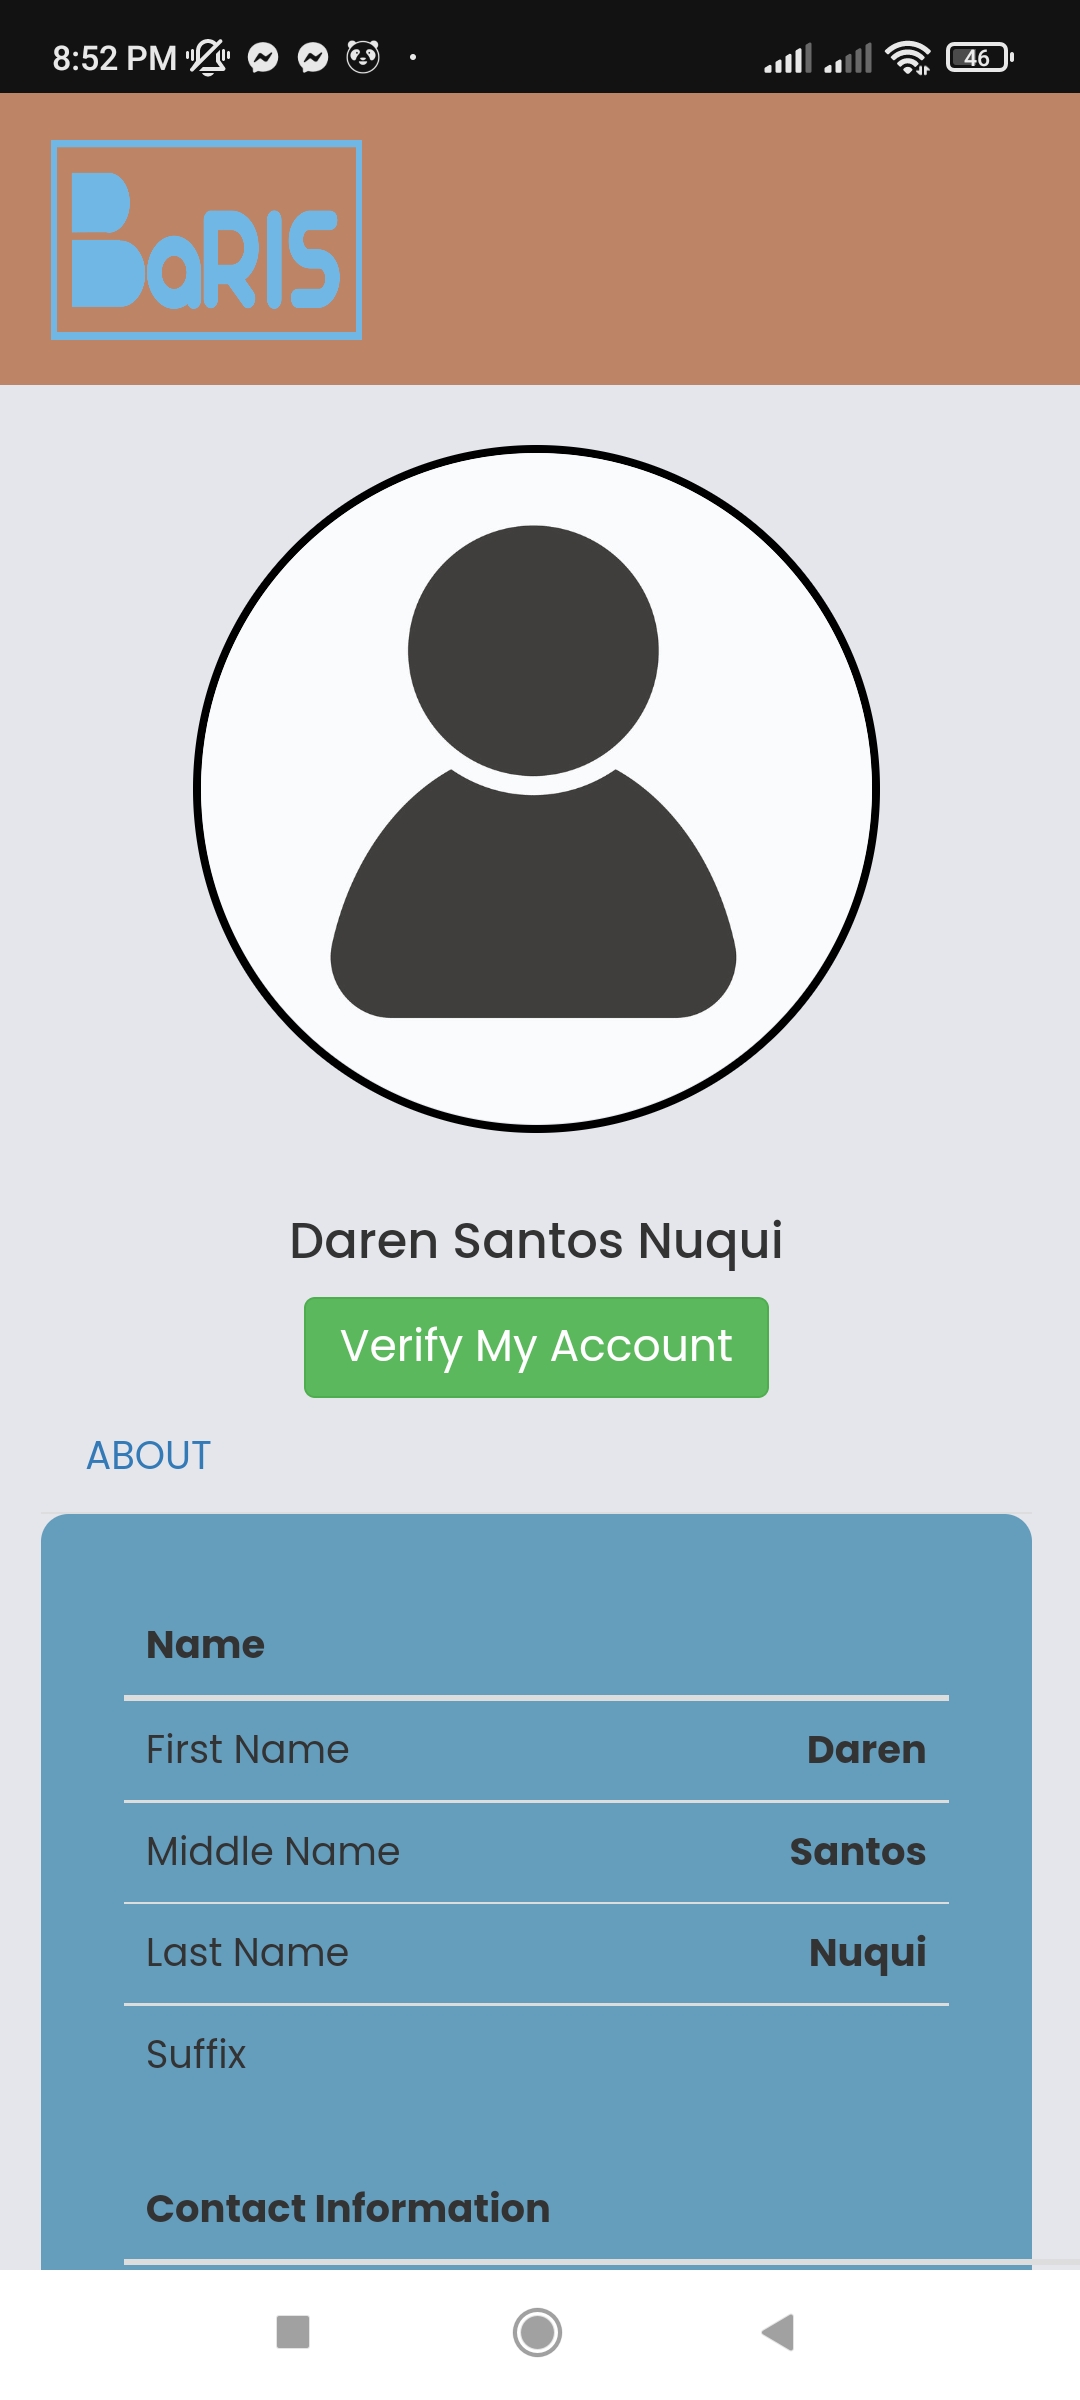 8:52 PM
46
BaRIS
Daren Santos Nuqui
Verify My Account
ABOUT
Name
First Name Daren
Middle Name Santos
Last Name Nuqui
Suffix
Contact Information